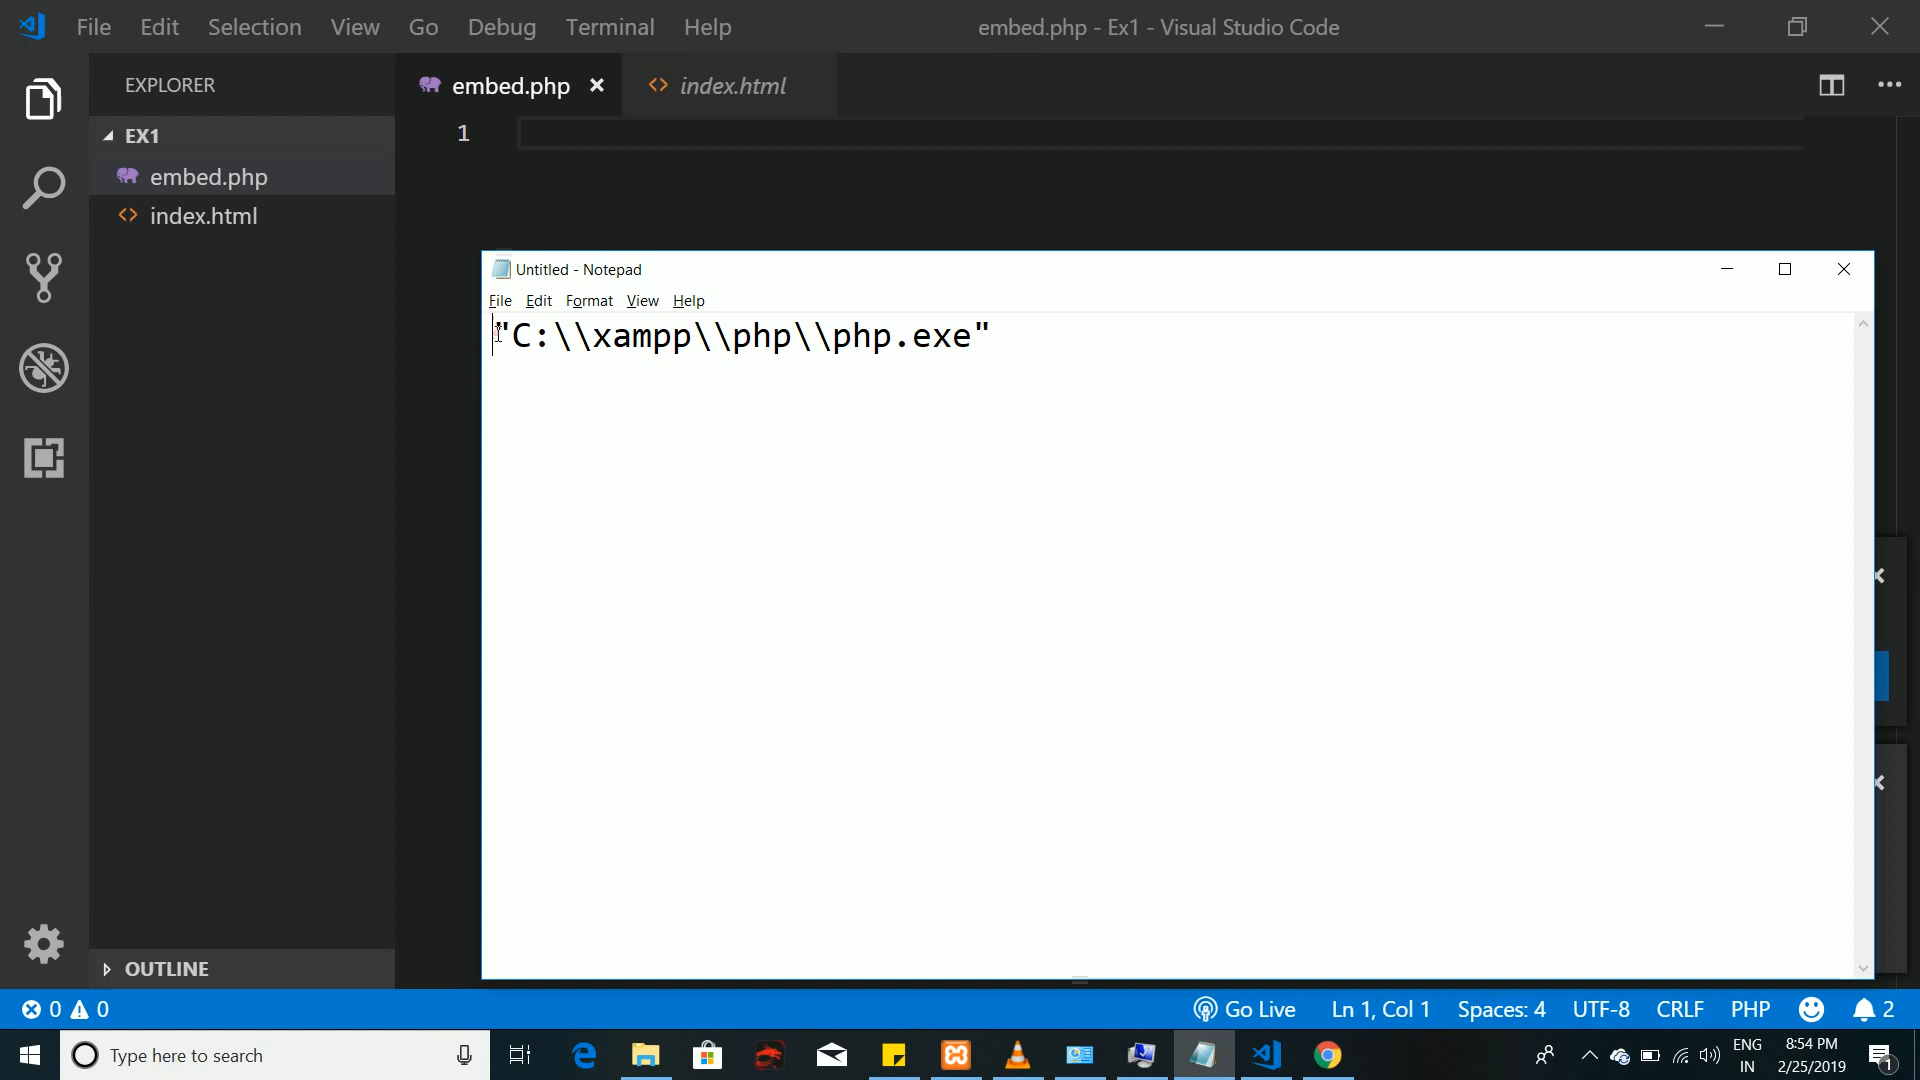 File Edit Selection View Go Debug Terminal Help
embed.php - Ex1 - Visual Studio Code
EXPLORER
embed.php
index.html
EX1
embed.php
index.html
1
Untitled - Notepad
File Edit Format View Help
"C:\\xampp\\php\\php.exe"
OUTLINE
0 0
Go Live Ln 1, Col 1 Spaces: 4 UTF-8 CRLF PHP 2
Type here to search
ENG
IN
8:54 PM
2/25/2019
1